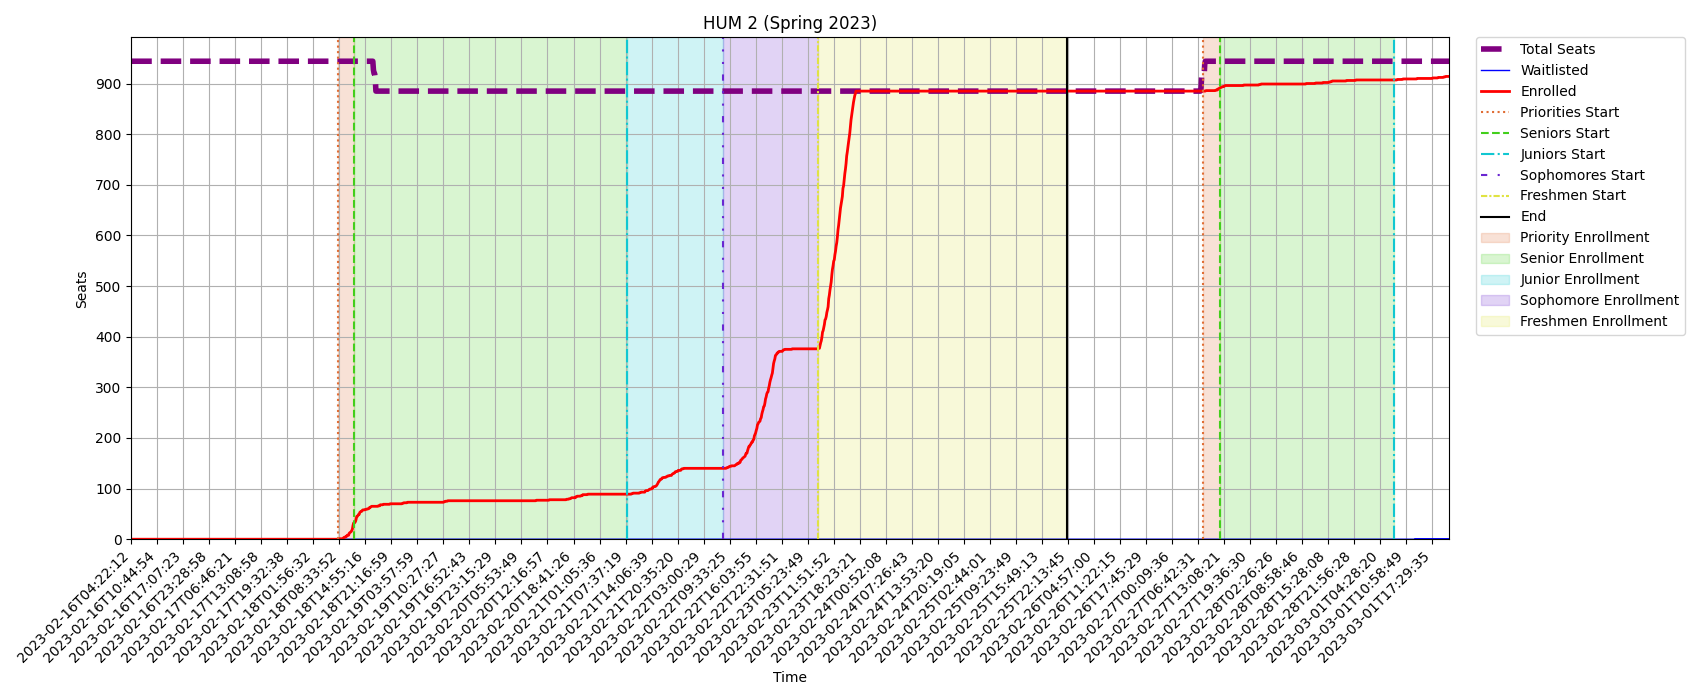 HUM 2 (Spring 2023)
Seats
900
800
700
600
500
400
300
200
100
0
2023-02-16T04:22:12
2023-02-16T10:44:54
2023-02-16T17:07:23
2023-02-16T23:28:58
2023-02-17T06:46:21
2023-02-17T13:08:58
2023-02-17T19:32:38
2023-02-18T01:56:32
2023-02-18T08:33:52
2023-02-18T14:55:16
2023-02-18T21:16:59
2023-02-19T03:57:59
2023-02-19T10:27:27
2023-02-19T16:52:43
2023-02-19T23:15:29
2023-02-20T05:53:49
2023-02-20T12:16:57
2023-02-20T18:41:26
2023-02-21T01:05:36
2023-02-21T07:37:19
2023-02-21T14:06:39
2023-02-21T20:35:20
2023-02-22T03:00:29
2023-02-22T09:33:25
2023-02-22T16:03:55
2023-02-22T22:31:51
2023-02-23T05:23:49
2023-02-23T11:51:52
2023-02-23T18:23:21
2023-02-24T00:52:08
2023-02-24T07:26:43
2023-02-24T13:53:20
2023-02-24T20:19:05
2023-02-25T02:44:01
2023-02-25T09:23:49
2023-02-25T15:49:13
2023-02-25T22:13:45
2023-02-26T04:57:00
2023-02-26T11:22:15
2023-02-26T17:45:29
2023-02-27T00:09:36
2023-02-27T06:42:31
2023-02-27T13:08:21
2023-02-27T19:36:30
2023-02-28T02:26:26
2023-02-28T08:58:46
2023-02-28T15:28:08
2023-02-28T21:56:28
2023-03-01T04:28:20
2023-03-01T10:58:49
2023-03-01T17:29:35
Time
Total Seats
Waitlisted
Enrolled
Priorities Start
Seniors Start
Juniors Start
Sophomores Start
Freshmen Start
End
Priority Enrollment
Senior Enrollment
Junior Enrollment
Sophomore Enrollment
Freshmen Enrollment